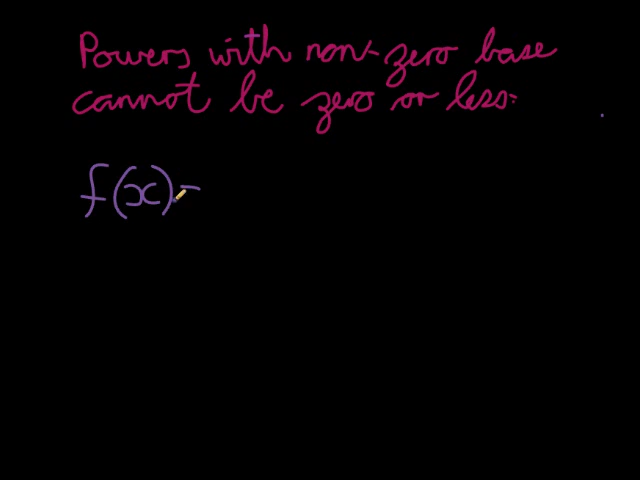 Powers with non-zero base
cannot be zero or less.
f(x)=